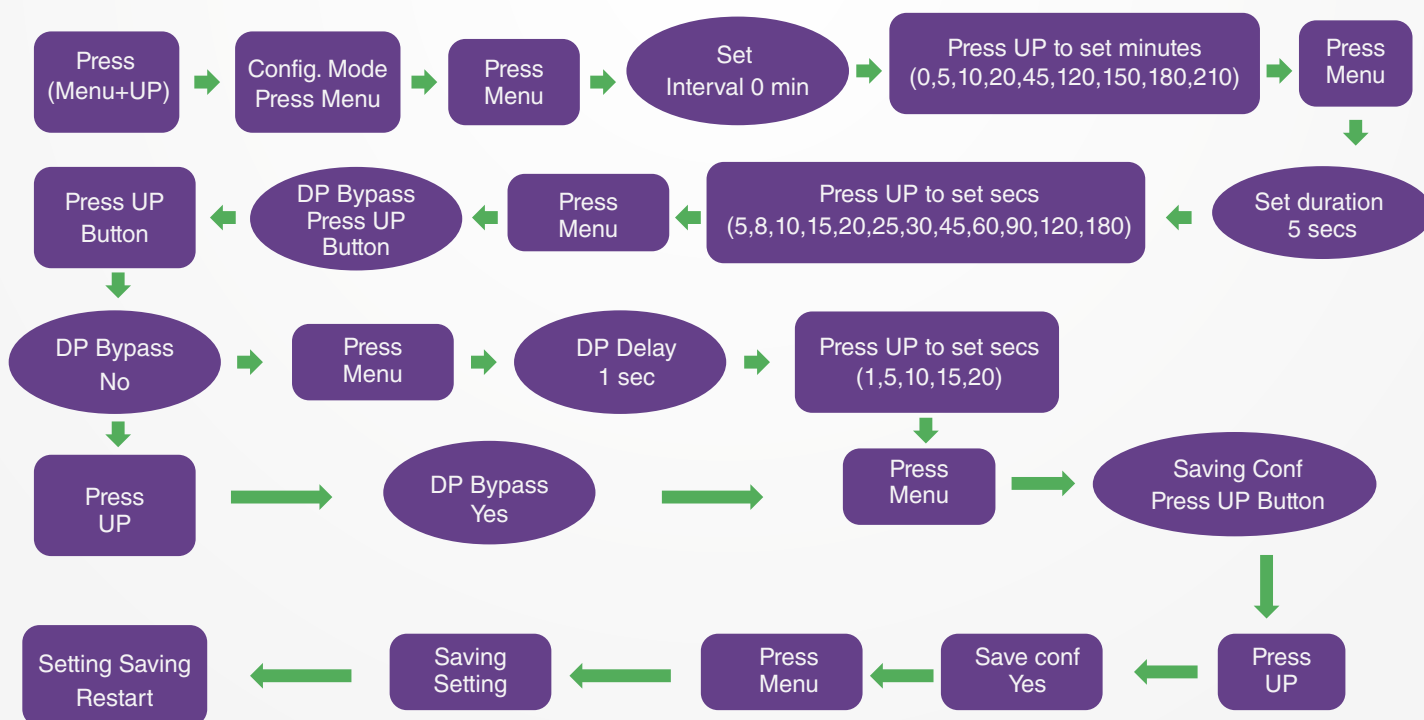 Press
(Menu+UP)
Config. Mode
Press Menu
Press
Menu
Set
Interval 0 min
Press UP to set minutes
(0,5,10,20,45,120,150,180,210)
Press
Menu
Set duration
5 secs
Press UP to set secs
(5,8,10,15,20,25,30,45,60,90,120,180)
Press
Menu
DP Bypass
Press UP
Button
Press UP
Button
DP Bypass
No
Press
Menu
DP Delay
1 sec
Press UP to set secs
(1,5,10,15,20)
Press
UP
DP Bypass
Yes
Press
Menu
Saving Conf
Press UP Button
Press
UP
Save conf
Yes
Press
Menu
Saving
Setting
Setting Saving
Restart